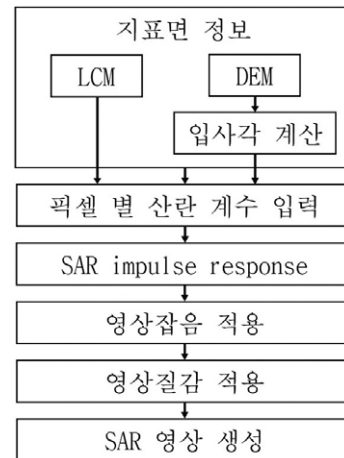 지표면 정보
LCM DEM
입사각 계산
픽셀 별 산란 계수 입력
SAR impulse response
영상잡음 적용
영상질감 적용
SAR 영상 생성